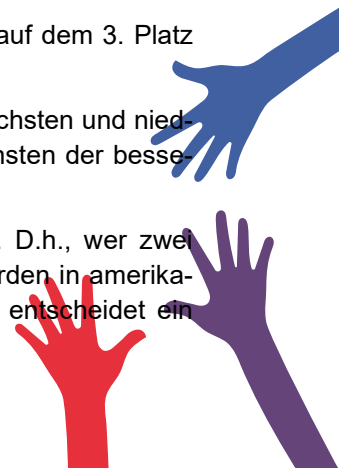 auf dem 3. Platz
chsten und nied-
nsten der besse-
D.h., wer zwei
rden in amerika-
entscheidet ein